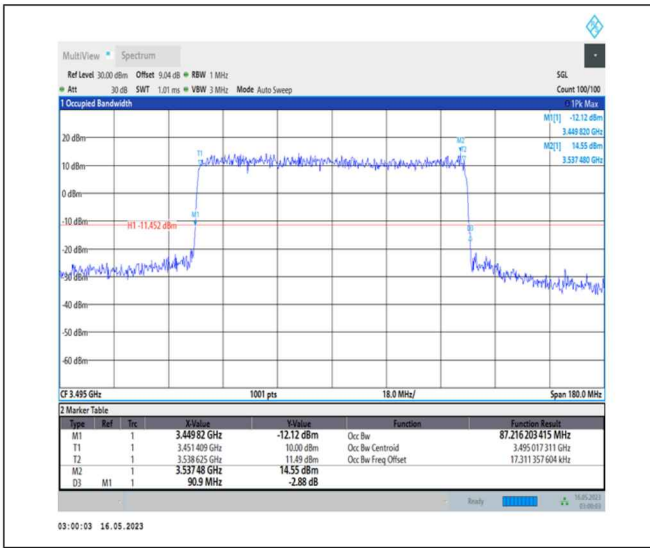 MultiView Spectrum
Ref Level 30.00 dBm Offset 9.04 dB RBW 1 MHz SGL
Att 30 dB SWT 1.01 ms VBW 3 MHz Mode Auto Sweep Count 100/100
1 Occupied Bandwidth 1Pk Max
M1[1] -12.12 dBm
3.449 820 GHz
M2[1] 14.55 dBm
3.537 480 GHz
20 dBm
M2
T1
T2
10 dBm
0 dBm
M1
-10 dBm
H1 -11.452 dBm
D3
-20 dBm
-30 dBm
-40 dBm
-50 dBm
-60 dBm
CF 3.495 GHz 1001 pts 18.0 MHz/ Span 180.0 MHz
2 Marker Table
Type Ref Trc X-Value Y-Value Function Function Result
M1 1 3.449 82 GHz -12.12 dBm Occ Bw 87.216 203 415 MHz
T1 1 3.451 409 GHz 10.00 dBm Occ Bw Centroid 3.495 017 311 GHz
T2 1 3.538 625 GHz 11.49 dBm Occ Bw Freq Offset 17.311 357 604 kHz
M2 1 3.537 48 GHz 14.55 dBm
D3 M1 1 90.9 MHz -2.88 dB
Ready 16.05.2023
03:00:03
03:00:03 16.05.2023